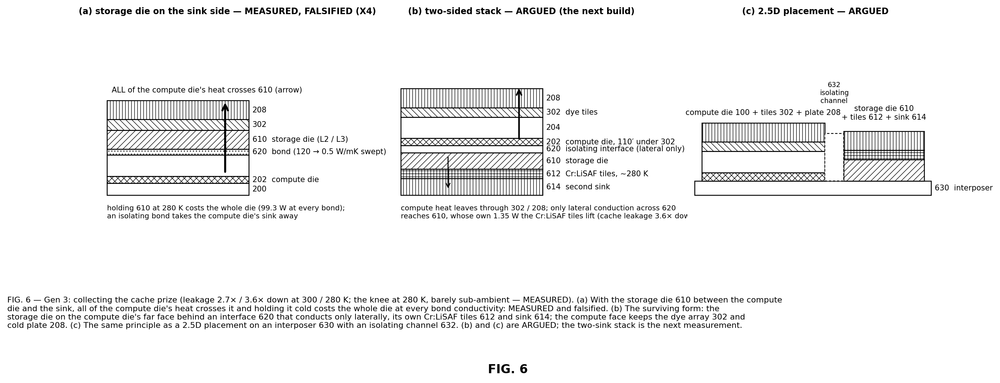 (a) storage die on the sink side — MEASURED, FALSIFIED (X4)
ALL of the compute die's heat crosses 610 (arrow)
208
302
610 storage die (L2 / L3)
620 bond (120 → 0.5 W/mK swept)
202 compute die
200
holding 610 at 280 K costs the whole die (99.3 W at every bond);
an isolating bond takes the compute die's sink away
(b) two-sided stack — ARGUED (the next build)
208
302 dye tiles
204
202 compute die, 110′ under 302
620 isolating interface (lateral only)
610 storage die
612 Cr:LiSAF tiles, ~280 K
614 second sink
compute heat leaves through 302 / 208; only lateral conduction across 620
reaches 610, whose own 1.35 W the Cr:LiSAF tiles lift (cache leakage 3.6× dow
(c) 2.5D placement — ARGUED
632
isolating
channel
compute die 100 + tiles 302 + plate 208
storage die 610
+ tiles 612 + sink 614
630 interposer
FIG. 6 — Gen 3: collecting the cache prize (leakage 2.7× / 3.6× down at 300 / 280 K; the knee at 280 K, barely sub-ambient — MEASURED). (a) With the storage die 610 between the compute
die and the sink, all of the compute die's heat crosses it and holding it cold costs the whole die at every bond conductivity: MEASURED and falsified. (b) The surviving form: the
storage die on the compute die's far face behind an interface 620 that conducts only laterally, its own Cr:LiSAF tiles 612 and sink 614; the compute face keeps the dye array 302 and
cold plate 208. (c) The same principle as a 2.5D placement on an interposer 630 with an isolating channel 632. (b) and (c) are ARGUED; the two-sink stack is the next measurement.
FIG. 6